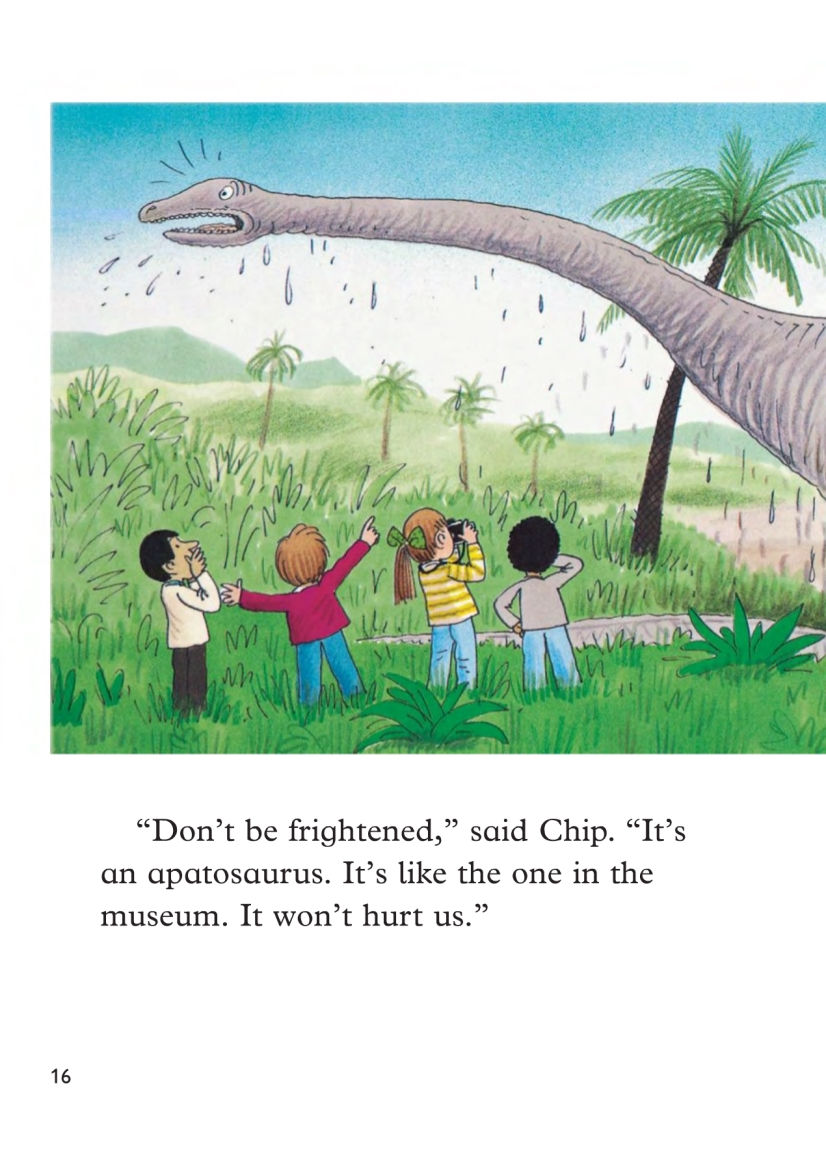 “Don’t be frightened,” said Chip. “It’s
an apatosaurus. It’s like the one in the
museum. It won’t hurt us.”
16